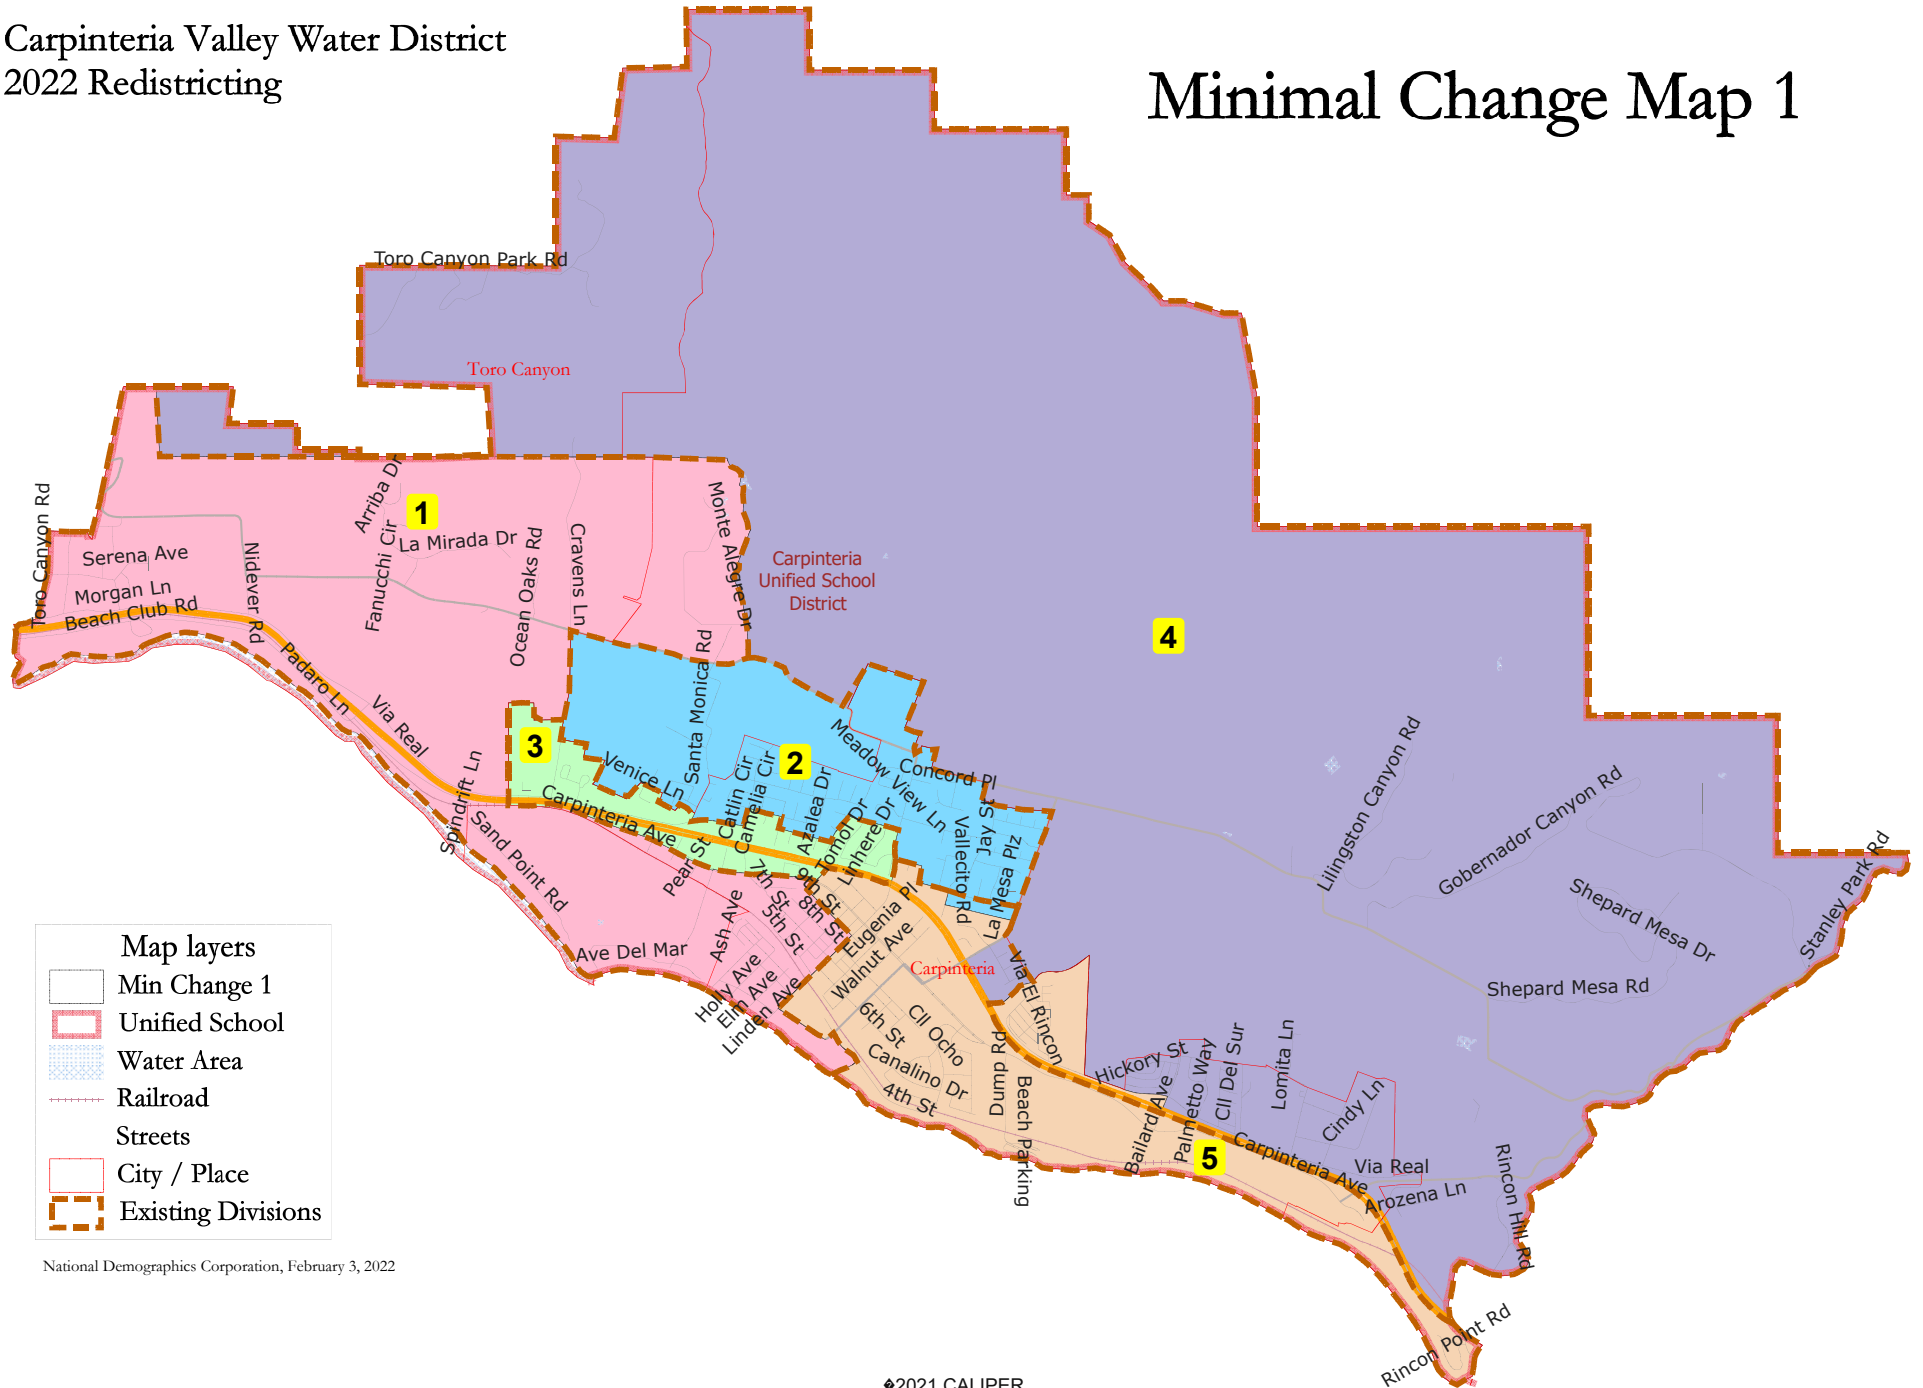 Carpinteria Valley Water District
2022 Redistricting
Minimal Change Map 1
Toro Canyon Park Rd
Toro Canyon
Toro Canyon Rd
Arriba Dr
1
Serena Ave
La Mirada Dr
Fanucchi Cir
Ocean Oaks Rd
Cravens Ln
Monte Alegre Dr
Morgan Ln
Beach Club Rd
Nidever Rd
Carpinteria
Unified School
District
4
Padaro Ln
Via Real
Santa Monica Rd
3
2
Venice Ln
Meadow View Ln
Concord Pl
Spindrift Ln
Carpinteria Ave
Catlin Cir
Camelia Cir
Azalea Dr
Tomol Dr
Linhere Dr
Vallecito Rd
Jay St
La Mesa Plz
Lillingston Canyon Rd
Gobernador Canyon Rd
Shepard Mesa Dr
Stanley Park Rd
Sand Point Rd
Pear St
7th St
9th St
8th St
5th St
Ash Ave
Ave Del Mar
Eugenia Pl
Walnut Ave
Carpinteria
Via El Rincon
Holly Ave
Elm Ave
Linden Ave
Shepard Mesa Rd
6th St
Cll Ocho
Canalino Dr
4th St
Dump Rd
Beach Parking
Hickory St
Bailard Ave
Palmetto Way
Cll Del Sur
Lomita Ln
Cindy Ln
5
Carpinteria Ave
Via Real
Arozena Ln
Rincon Hill Rd
Rincon Point Rd
Map layers
Min Change 1
Unified School
Water Area
Railroad
Streets
City / Place
Existing Divisions
National Demographics Corporation, February 3, 2022
�2021 CALIPER